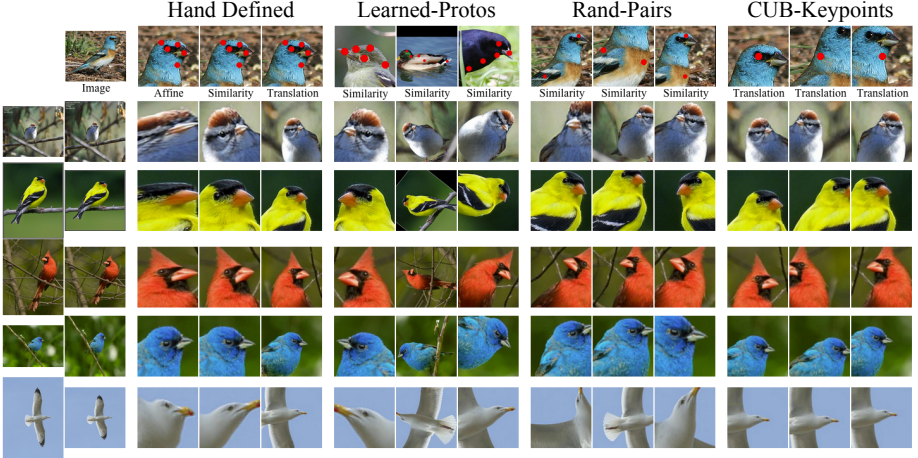 Hand Defined Learned-Protos Rand-Pairs CUB-Keypoints
Image Affine Similarity Translation Similarity Similarity Similarity Similarity Similarity Similarity Translation Translation Translation